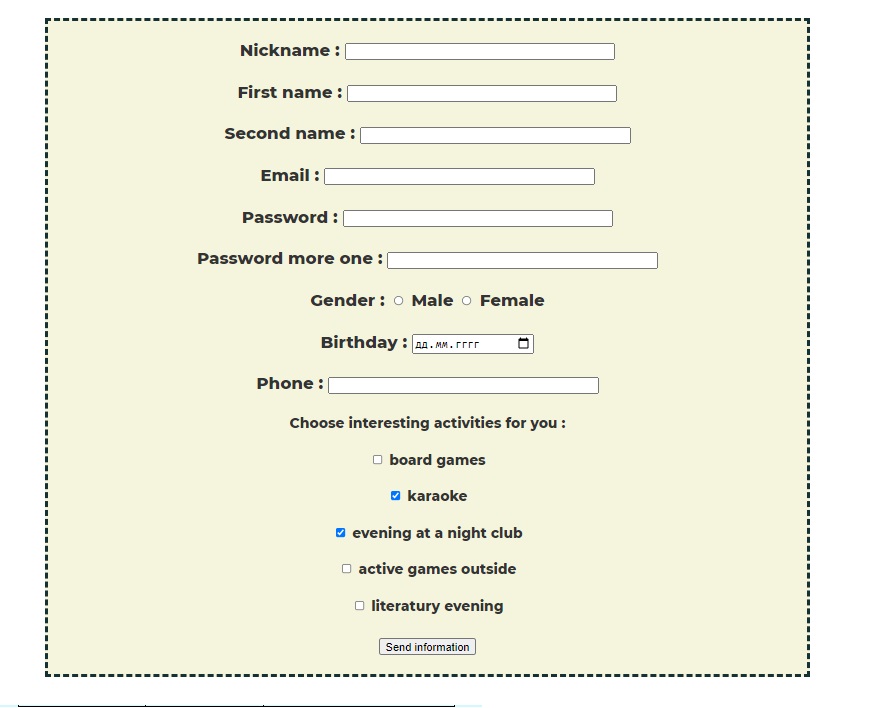 Nickname :
First name :
Second name :
Email :
Password :
Password more one :
Gender : Male Female
Birthday : дд.мм.гггг
Phone :
Choose interesting activities for you :
board games
karaoke
evening at a night club
active games outside
literatury evening
Send information